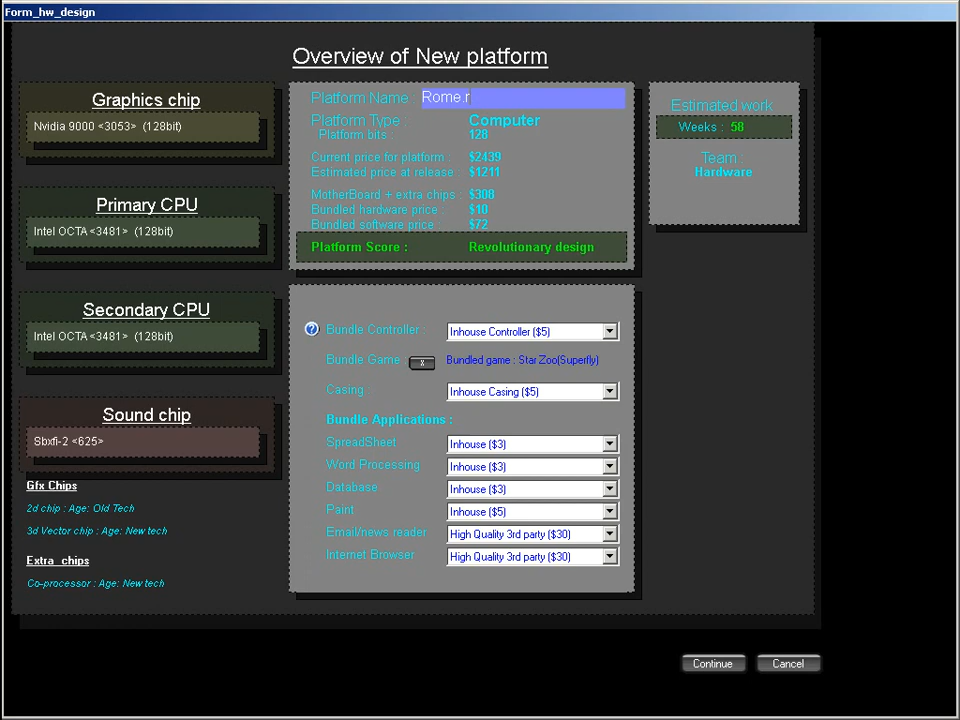 Form_hw_design
Overview of New platform
Graphics chip
Nvidia 9000 <3053> (128bit)
Primary CPU
Intel OCTA <3481> (128bit)
Secondary CPU
Intel OCTA <3481> (128bit)
Sound chip
Sbxfi-2 <625>
Gfx Chips
2d chip : Age: Old Tech
3d Vector chip : Age: New tech
Extra chips
Co-processor : Age: New tech
Platform Name : Rome.r
Platform Type : Computer
Platform bits : 128
Current price for platform : $2439
Estimated price at release : $1211
MotherBoard + extra chips : $308
Bundled hardware price : $10
Bundled software price : $72
Platform Score : Revolutionary design
Estimated work
Weeks : 58
Team :
Hardware
Bundle Controller : Inhouse Controller ($5)
Bundle Game : x Bundled game : Star Zoo(Superfly)
Casing : Inhouse Casing ($5)
Bundle Applications :
SpreadSheet Inhouse ($3)
Word Processing Inhouse ($3)
Database Inhouse ($3)
Paint Inhouse ($5)
Email/news reader High Quality 3rd party ($30)
Internet Browser High Quality 3rd party ($30)
Continue Cancel